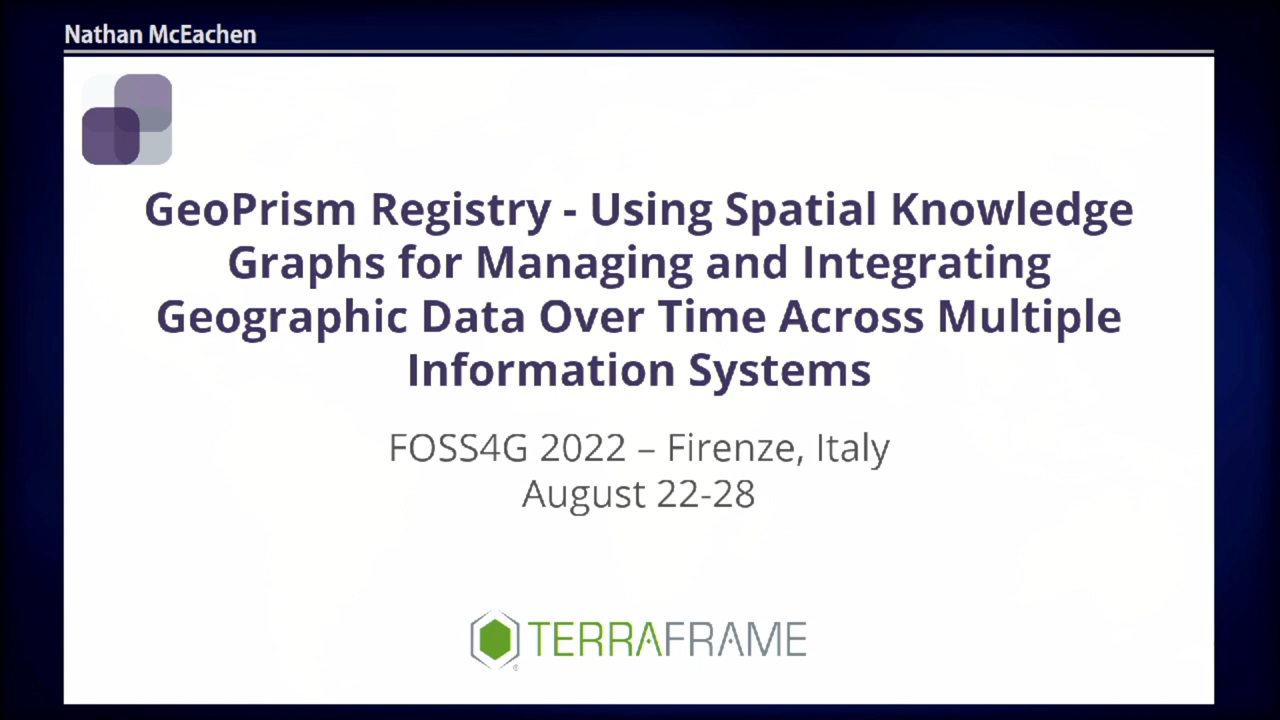 Nathan McEachen
GeoPrism Registry - Using Spatial Knowledge
Graphs for Managing and Integrating
Geographic Data Over Time Across Multiple
Information Systems
FOSS4G 2022 – Firenze, Italy
August 22-28
TERRAFRAME